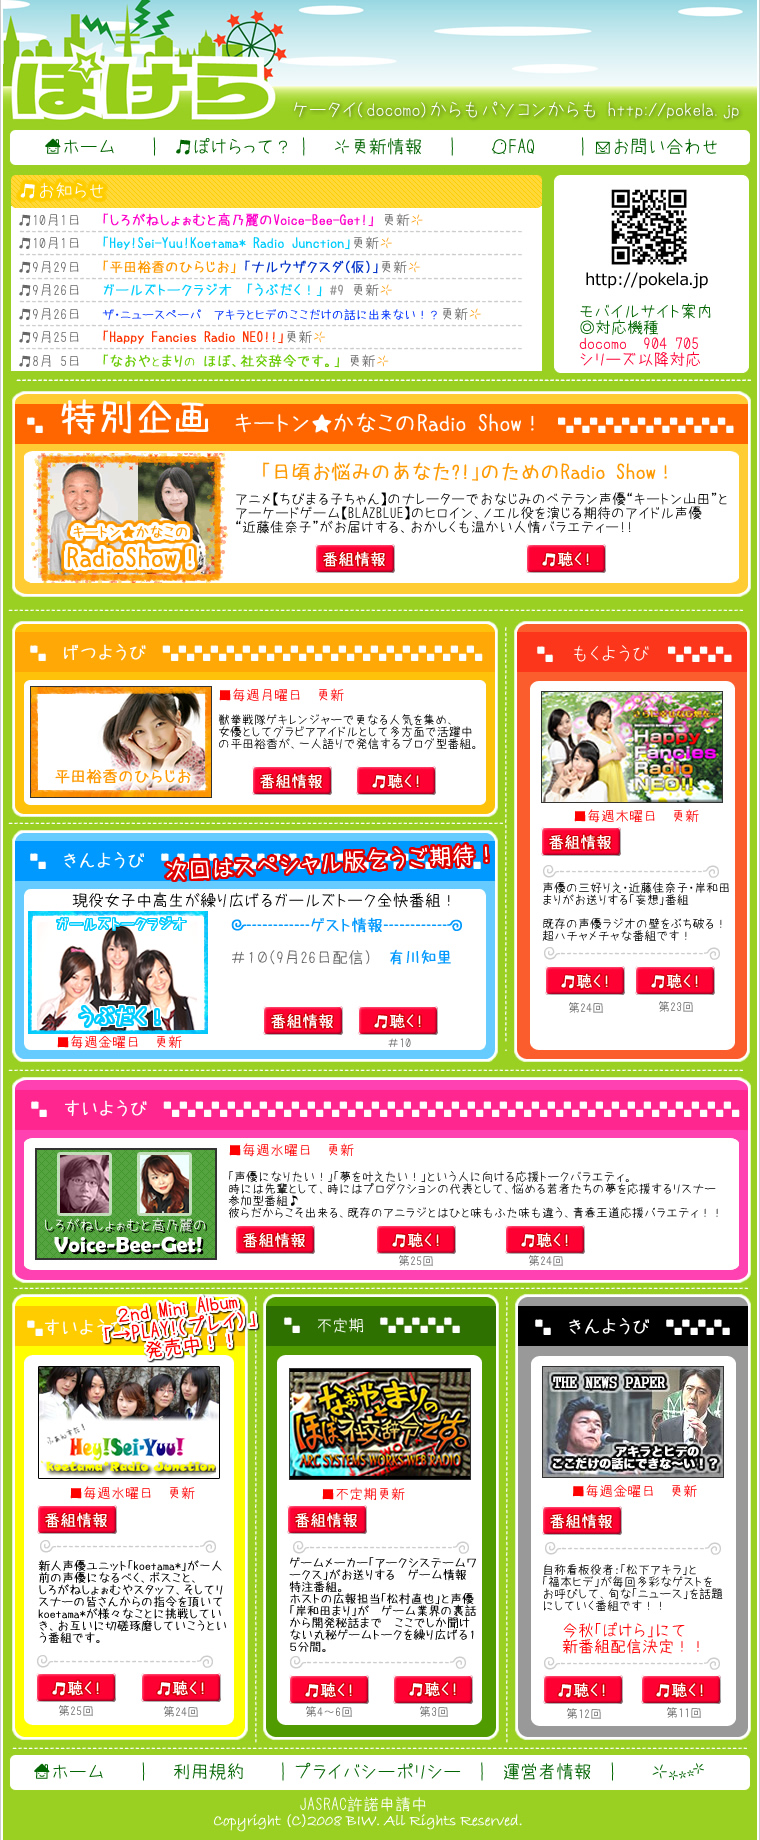 ぽけら
ケータイ(docomo)からもパソコンからも http://pokela.jp
ホーム
ぽけらって？
更新情報
FAQ
お問い合わせ
お知らせ
10月1日 「しろがねしょぉむと高乃麗のVoice-Bee-Get!」 更新
10月1日 「Hey!Sei-Yuu!Koetama* Radio Junction」更新
9月29日 「平田裕香のひらじお」「ナルウザクスダ(仮)」更新
9月26日 ガールズトークラジオ 「うぶだく！」 #9 更新
9月26日 ザ・ニュースペーパ アキラとヒデのここだけの話に出来ない！？更新
9月25日 「Happy Fancies Radio NEO!!」更新
8月 5日 「なおやとまりの ほぼ、社交辞令です。」 更新
http://pokela.jp
モバイルサイト案内
◎対応機種
docomo 904 705
シリーズ以降対応
特別企画 キートン★かなこのRadio Show！
「日頃お悩みのあなた?!」のためのRadio Show！
キートン★かなこの
RadioShow！
アニメ【ちびまる子ちゃん】のナレーターでおなじみのベテラン声優“キートン山田”と
アーケードゲーム【BLAZBLUE】のヒロイン、ノエル役を演じる期待のアイドル声優
“近藤佳奈子”がお届けする、おかしくも温かい人情バラエティー!!
番組情報
聴く!
げつようび
平田裕香のひらじお
■毎週月曜日 更新
獣拳戦隊ゲキレンジャーで更なる人気を集め、
女優としてグラビアアイドルとして多方面で活躍中
の平田裕香が、一人語りで発信するブログ型番組。
番組情報
聴く!
もくようび
Happy
Fancies
Radio
NEO!!
■毎週木曜日 更新
番組情報
声優の三好りえ・近藤佳奈子・岸和田
まりがお送りする「妄想」番組
既存の声優ラジオの壁をぶち破る！
超ハチャメチャな番組です！
聴く!
聴く!
第24回
第23回
きんようび
次回はスペシャル版乞うご期待！
現役女子中高生が繰り広げるガールズトーク全快番組！
ガールズトークラジオ
うぶだく！
■毎週金曜日 更新
ゲスト情報
#10(9月26日配信) 有川知里
番組情報
聴く!
#10
すいようび
しろがねしょぉむと高乃麗の
Voice-Bee-Get!
■毎週水曜日 更新
「声優になりたい！」「夢を叶えたい！」という人に向ける応援トークバラエティ。
時には先輩として、時にはプロダクションの代表として、悩める若者たちの夢を応援するリスナー
参加型番組♪
彼らだからこそ出来る、既存のアニラジとはひと味もふた味も違う、青春王道応援バラエティ！！
番組情報
聴く!
聴く!
第25回
第24回
すいようび
2nd Mini Album
「→PLAY!(プレイ)」
発売中！！
ふぁんすた！
Hey!Sei-Yuu!
koetama*Radio Jonction
■毎週水曜日 更新
番組情報
新人声優ユニット「koetama*」が一人
前の声優になるべく、ボスこと、
しろがねしょぉむやスタッフ、そしてリ
スナーの皆さんからの指令を頂いて
koetama*が様々なことに挑戦してい
き、お互いに切磋琢磨していこうとい
う番組です。
聴く!
聴く!
第25回
第24回
不定期
なおやとまりの
ほぼ社交辞令です。
ARC SYSTEM WORKS WEB RADIO
■不定期更新
番組情報
ゲームメーカー「アークシステームワ
ークス」がお送りする ゲーム情報
特注番組。
ホストの広報担当「松村直也」と声優
「岸和田まり」が ゲーム業界の裏話
から開発秘話まで ここでしか聞け
ない丸秘ゲームトークを繰り広げる1
5分間。
聴く!
聴く!
第4～6回
第3回
きんようび
THE NEWS PAPER
アキラとヒデの
ここだけの話にできな～い！？
■毎週金曜日 更新
番組情報
自称看板役者:「松下アキラ」と
「福本ヒデ」が毎回多彩なゲストを
お呼びして、旬な「ニュース」を話題
にしていく番組です！！
今秋「ぽけら」にて
新番組配信決定！！
聴く!
聴く!
第12回
第11回
ホーム
利用規約
プライバシーポリシー
運営者情報
JASRAC許諾申請中
Copyright (C)2008 BIW. All Rights Reserved.